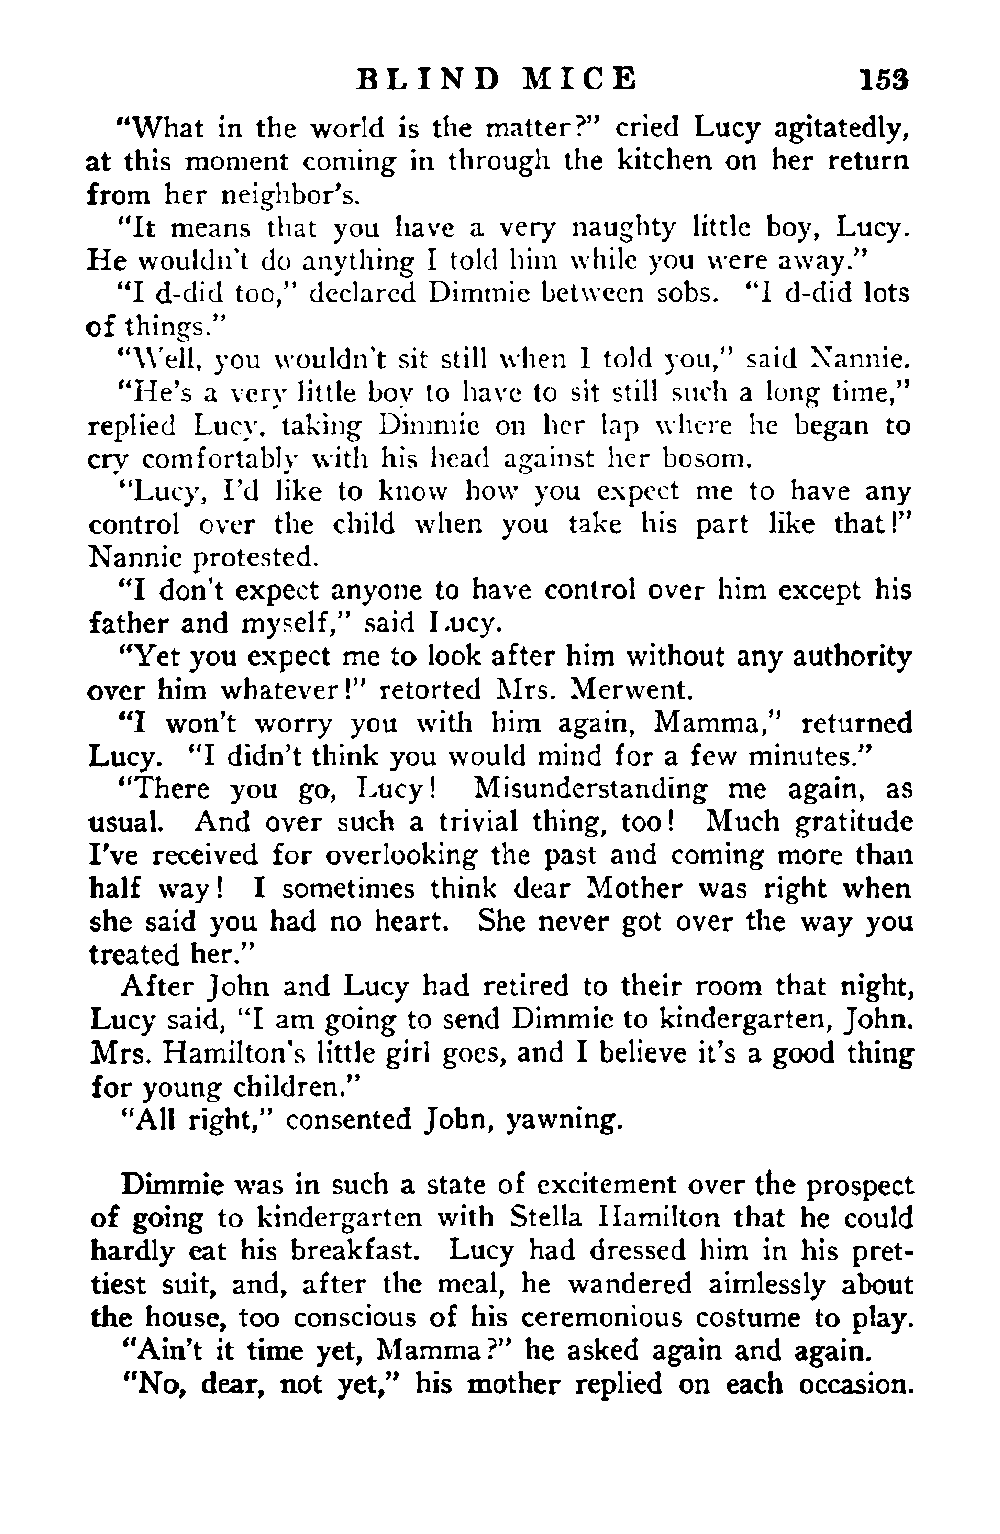 BLIND MICE 153
“What in the world is the matter?” cried Lucy agitatedly,
at this moment coming in through the kitchen on her return
from her neighbor’s.
“It means that you have a very naughty little boy, Lucy.
He wouldn’t do anything I told him while you were away.”
“I d-did too,” declared Dimmie between sobs. “I d-did lots
of things.”
“Well, you wouldn’t sit still when I told you,” said Nannie.
“He’s a very little boy to have to sit still such a long time,”
replied Lucy, taking Dimmie on her lap where he began to
cry comfortably with his head against her bosom.
“Lucy, I’d like to know how you expect me to have any
control over the child when you take his part like that!”
Nannie protested.
“I don’t expect anyone to have control over him except his
father and myself,” said Lucy.
“Yet you expect me to look after him without any authority
over him whatever!” retorted Mrs. Merwent.
“I won’t worry you with him again, Mamma,” returned
Lucy. “I didn’t think you would mind for a few minutes.”
“There you go, Lucy! Misunderstanding me again, as
usual. And over such a trivial thing, too! Much gratitude
I’ve received for overlooking the past and coming more than
half way! I sometimes think dear Mother was right when
she said you had no heart. She never got over the way you
treated her.”
After John and Lucy had retired to their room that night,
Lucy said, “I am going to send Dimmie to kindergarten, John.
Mrs. Hamilton’s little girl goes, and I believe it’s a good thing
for young children.”
“All right,” consented John, yawning.
Dimmie was in such a state of excitement over the prospect
of going to kindergarten with Stella Hamilton that he could
hardly eat his breakfast. Lucy had dressed him in his pret-
tiest suit, and, after the meal, he wandered aimlessly about
the house, too conscious of his ceremonious costume to play.
“Ain’t it time yet, Mamma?” he asked again and again.
“No, dear, not yet,” his mother replied on each occasion.